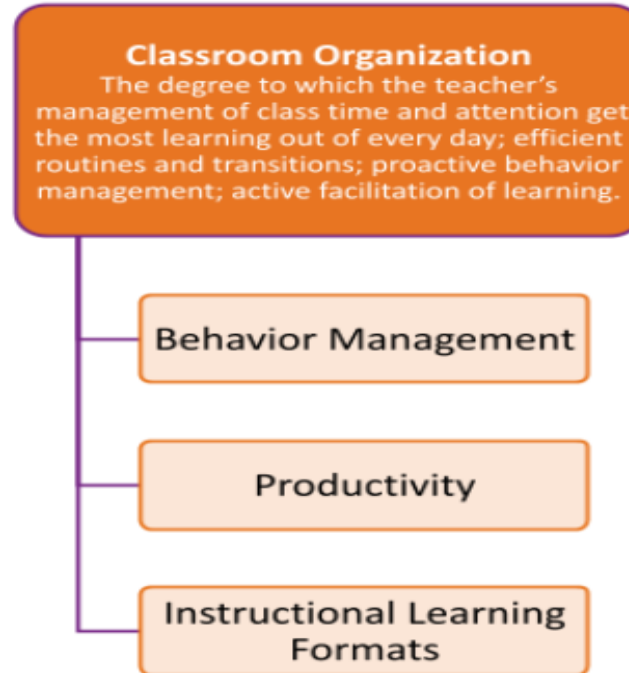 Classroom Organization
The degree to which the teacher's
management of class time and attention get
the most learning out of every day; efficient
routines and transitions; proactive behavior
management; active facilitation of learning.
Behavior Management
Productivity
Instructional Learning
Formats